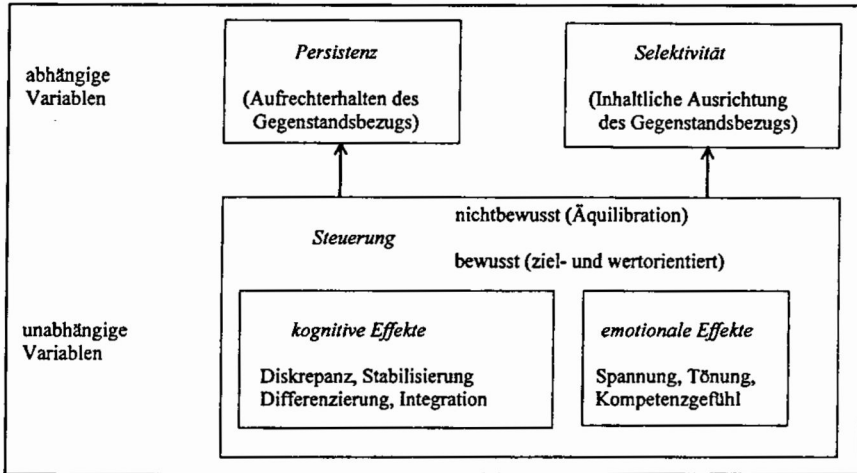 abhängige
Variablen
Persistenz
(Aufrechterhalten des
Gegenstandsbezugs)
Selektivität
(Inhaltliche Ausrichtung
des Gegenstandsbezugs)
unabhängige
Variablen
Steuerung
nichtbewusst (Äquilibration)
bewusst (ziel- und wertorientiert)
kognitive Effekte
Diskrepanz, Stabilisierung
Differenzierung, Integration
emotionale Effekte
Spannung, Tönung,
Kompetenzgefühl